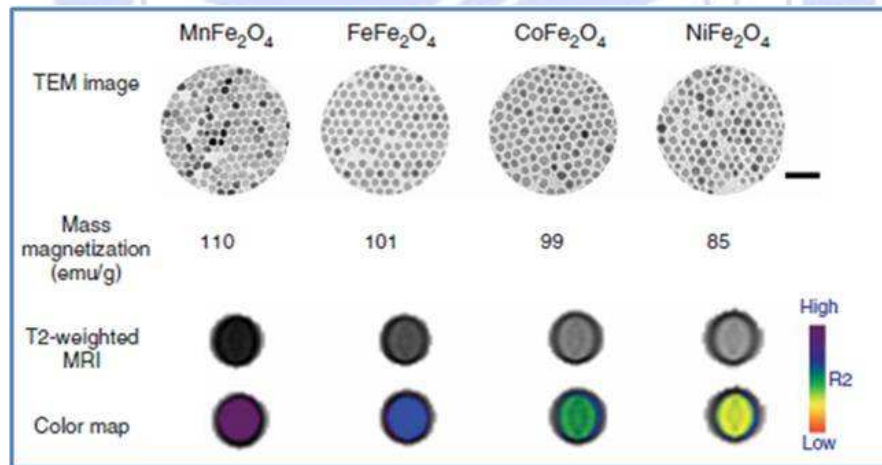 MnFe₂O₄ FeFe₂O₄ CoFe₂O₄ NiFe₂O₄
TEM image
Mass
magnetization
(emu/g)
110 101 99 85
T2-weighted
MRI
High
R2
Low
Color map